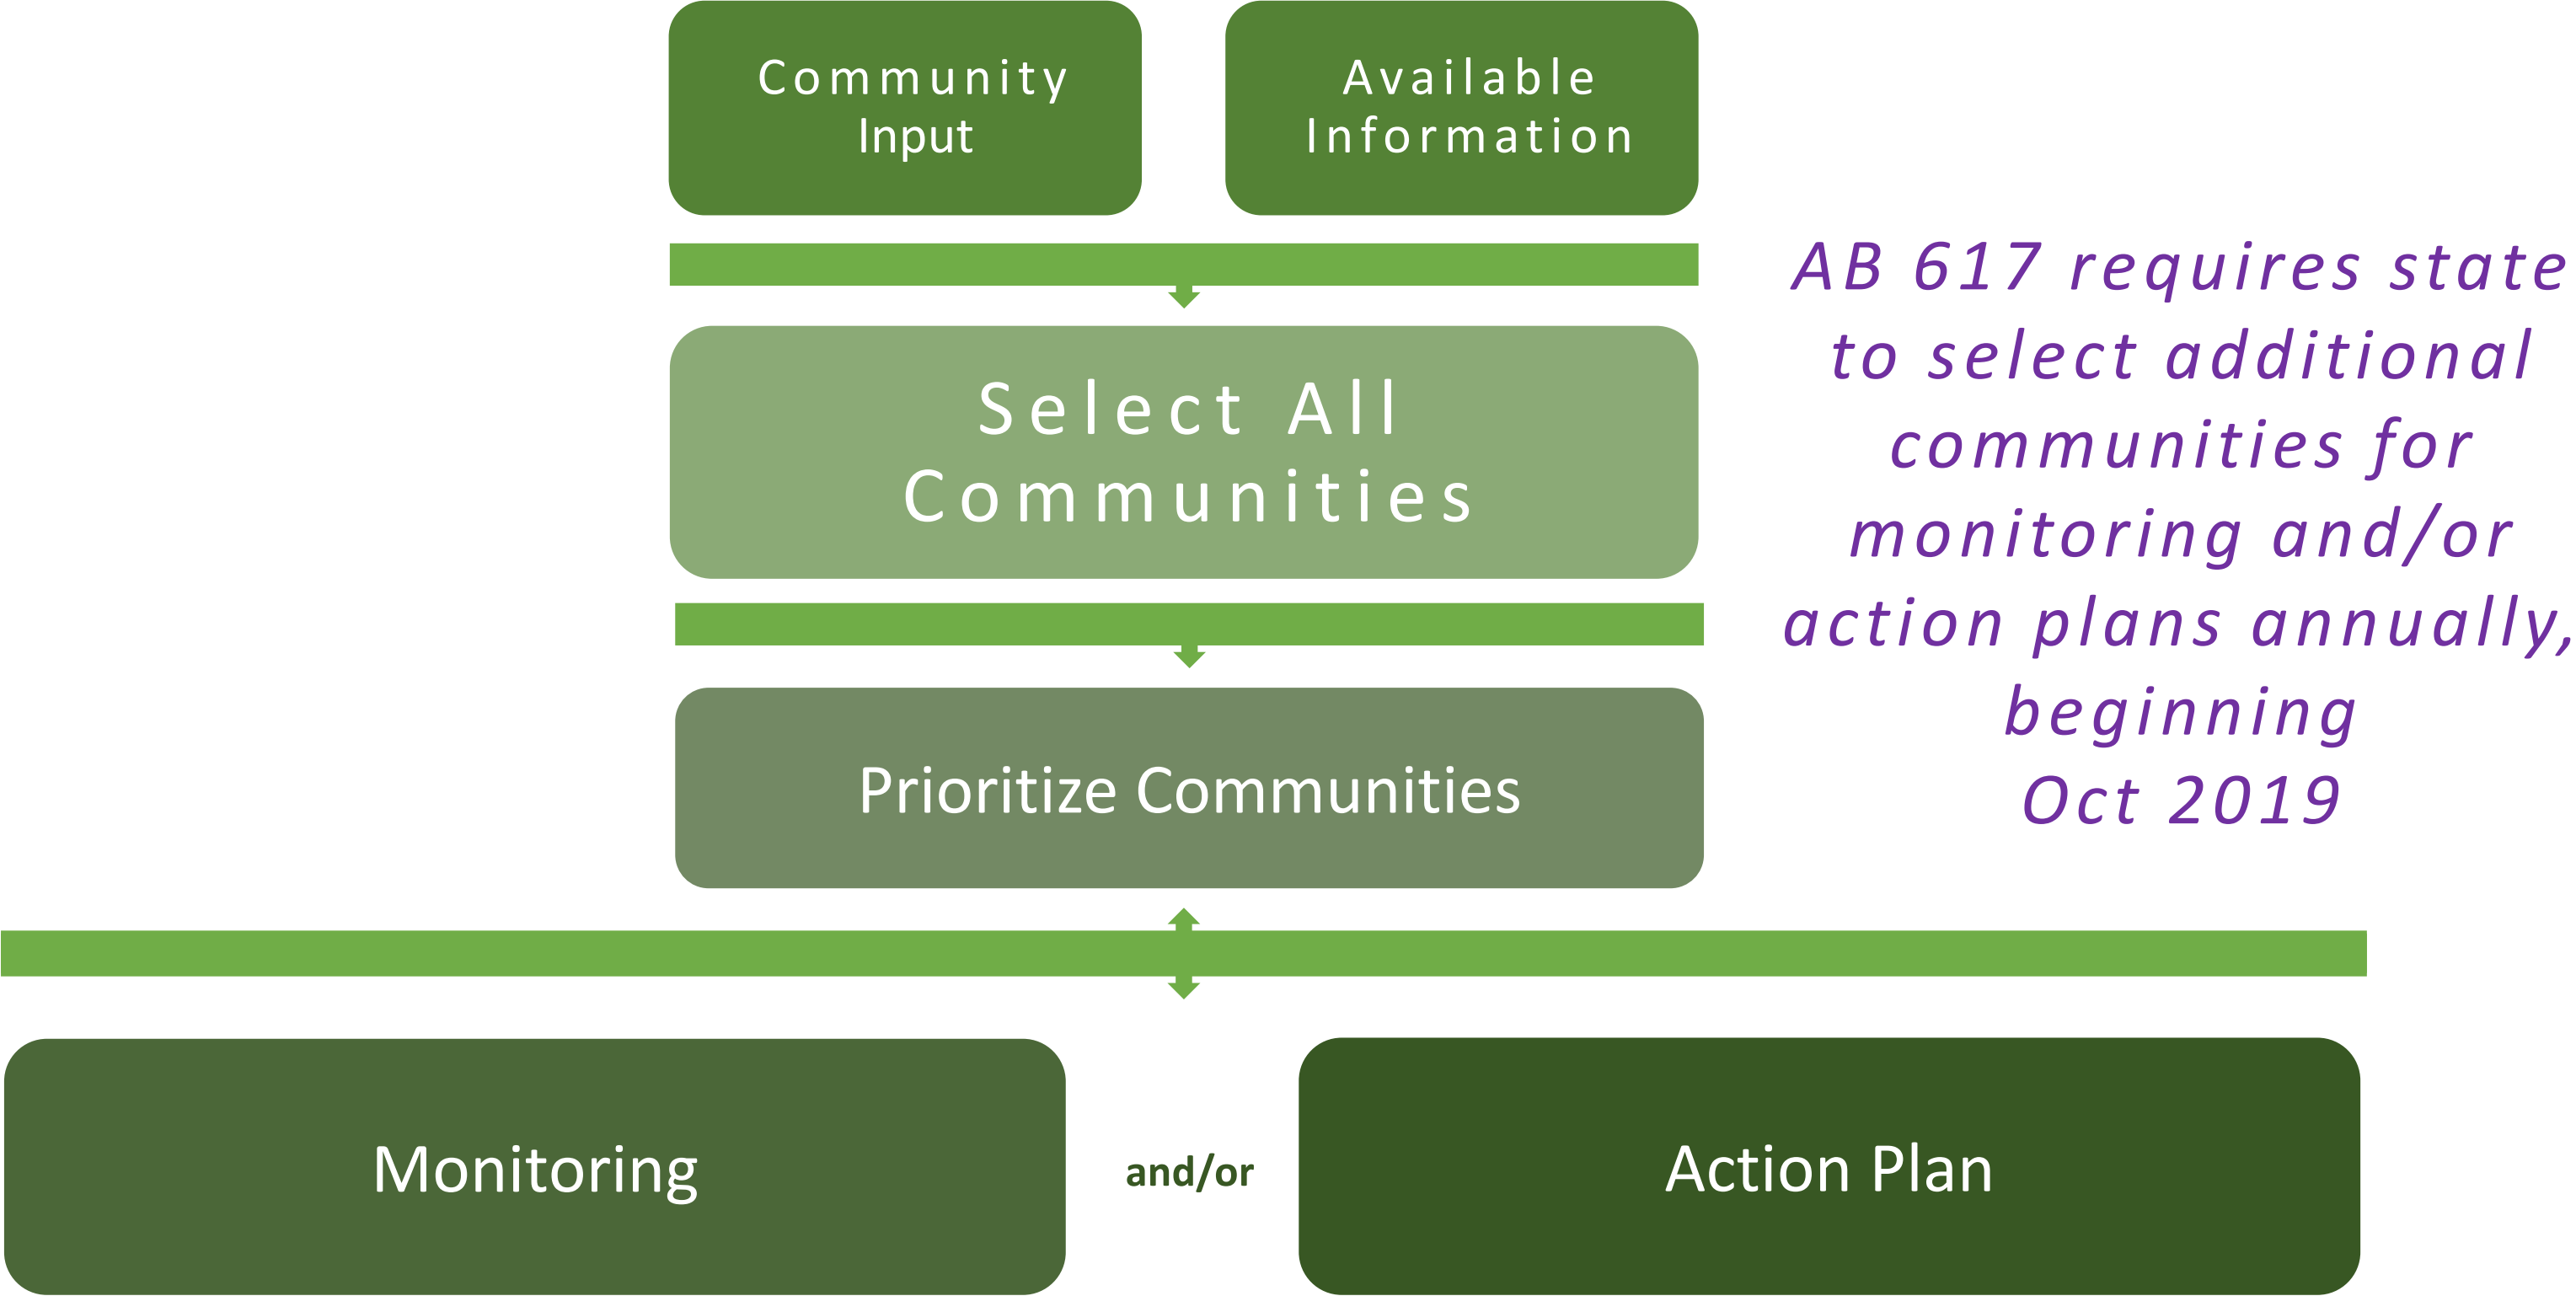 Community
Input
Available
Information
Select All
Communities
AB 617 requires state
to select additional
communities for
monitoring and/or
action plans annually,
beginning
Oct 2019
Prioritize Communities
Monitoring
and/or
Action Plan